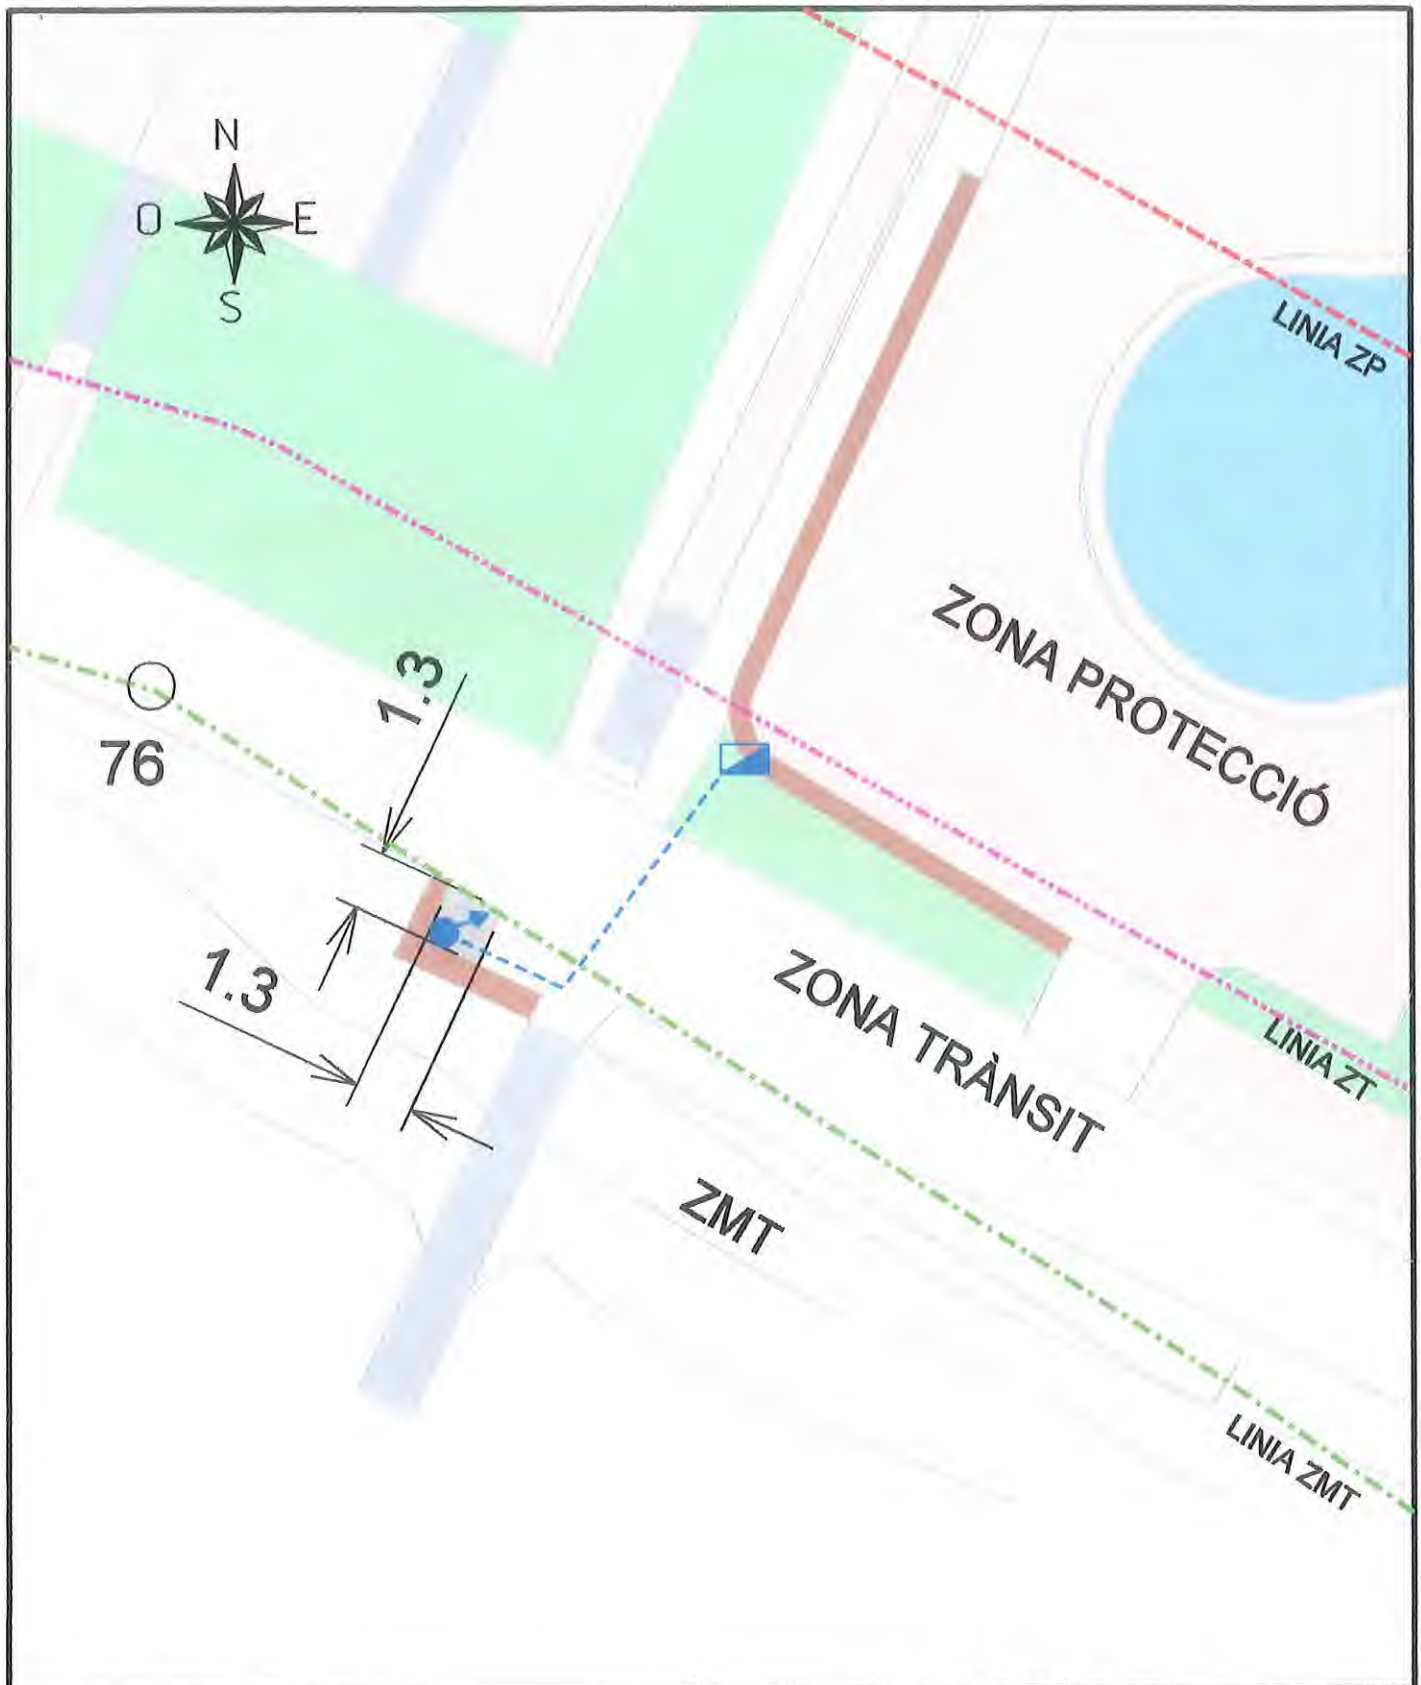 N
O E
S
LINIA ZP
ZONA PROTECCIÓ
1.3
76
1.3
ZONA TRÀNSIT
LINIA ZT
ZMT
LINIA ZMT